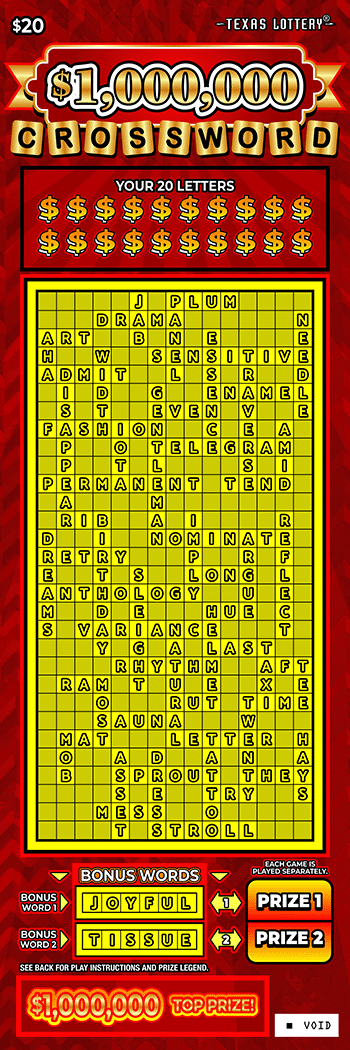 $20
TEXAS LOTTERY®
$1,000,000
CROSSWORD
YOUR 20 LETTERS
$ $ $ $ $ $ $ $ $ $
$ $ $ $ $ $ $ $ $ $
J PLUM
DRAMA N
ART B N E E
H W SENSITIVE
ADMIT L S R D
I D G ENAMEL
S T EVEN V E
FASHION C E A
P O TELEGRAM
P T L S I
PERMANENT TEND
A M
RIB A I R
D I NOMINATE
RETRY P R F
E T S LONG L
ANTHOLOGY U E
M D E HUE C
S VARIANCE T
Y G A LAST
RHYTHM AFT
RAM T U E X
O RUT TIME
SAUNA W
MAT LETTER H
O A D A N A
B SPROUT THEY
S E TRY S
MESS O
T STROLL
BONUS WORDS
EACH GAME IS
PLAYED SEPARATELY.
BONUS
WORD 1
JOYFUL
1
PRIZE 1
BONUS
WORD 2
TISSUE
2
PRIZE 2
SEE BACK FOR PLAY INSTRUCTIONS AND PRIZE LEGEND.
$1,000,000 TOP PRIZE!
■ VOID